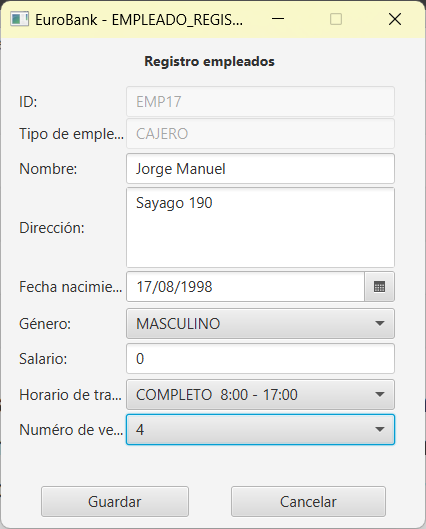 EuroBank - EMPLEADO_REGIS...
Registro empleados
ID: EMP17
Tipo de emple... CAJERO
Nombre: Jorge Manuel
Dirección: Sayago 190
Fecha nacimie... 17/08/1998
Género: MASCULINO
Salario: 0
Horario de tra... COMPLETO 8:00 - 17:00
Numéro de ve... 4
Guardar Cancelar